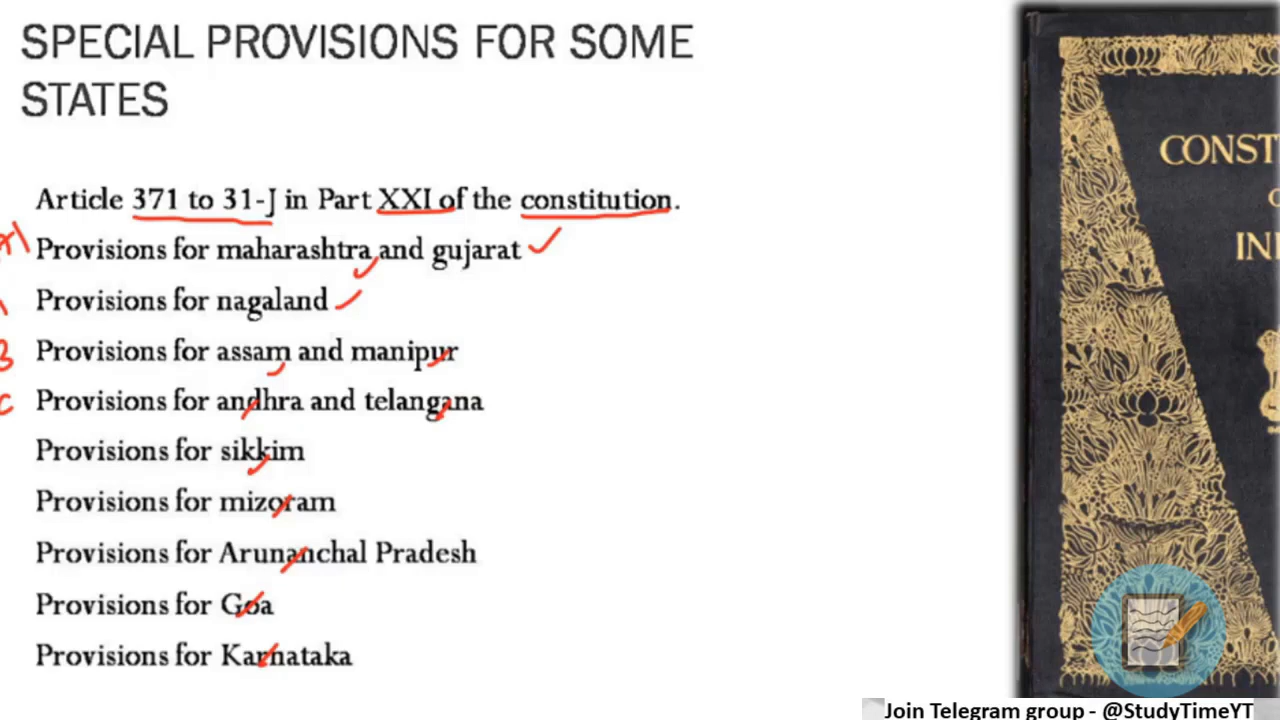 SPECIAL PROVISIONS FOR SOME
STATES
Article 371 to 31-J in Part XXI of the constitution.
Provisions for maharashtra and gujarat
Provisions for nagaland
Provisions for assam and manipur
B
Provisions for andhra and telangana
C
Provisions for sikkim
Provisions for mizoram
Provisions for Arunanchal Pradesh
Provisions for Goa
Provisions for Karnataka
CONST
IN
Join Telegram group - @StudyTimeYT